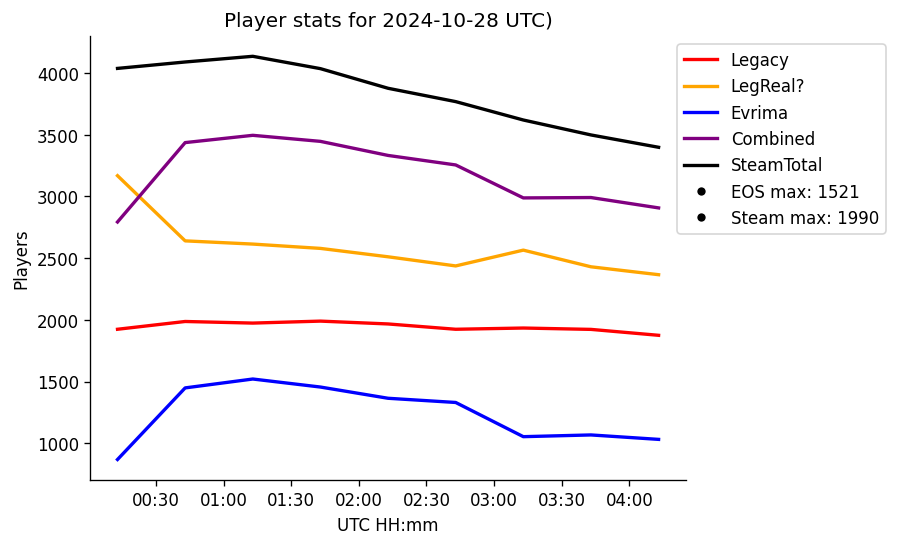 Player stats for 2024-10-28 UTC)
Players
4000
3500
3000
2500
2000
1500
1000
00:30 01:00 01:30 02:00 02:30 03:00 03:30 04:00
UTC HH:mm
Legacy
LegReal?
Evrima
Combined
SteamTotal
EOS max: 1521
Steam max: 1990